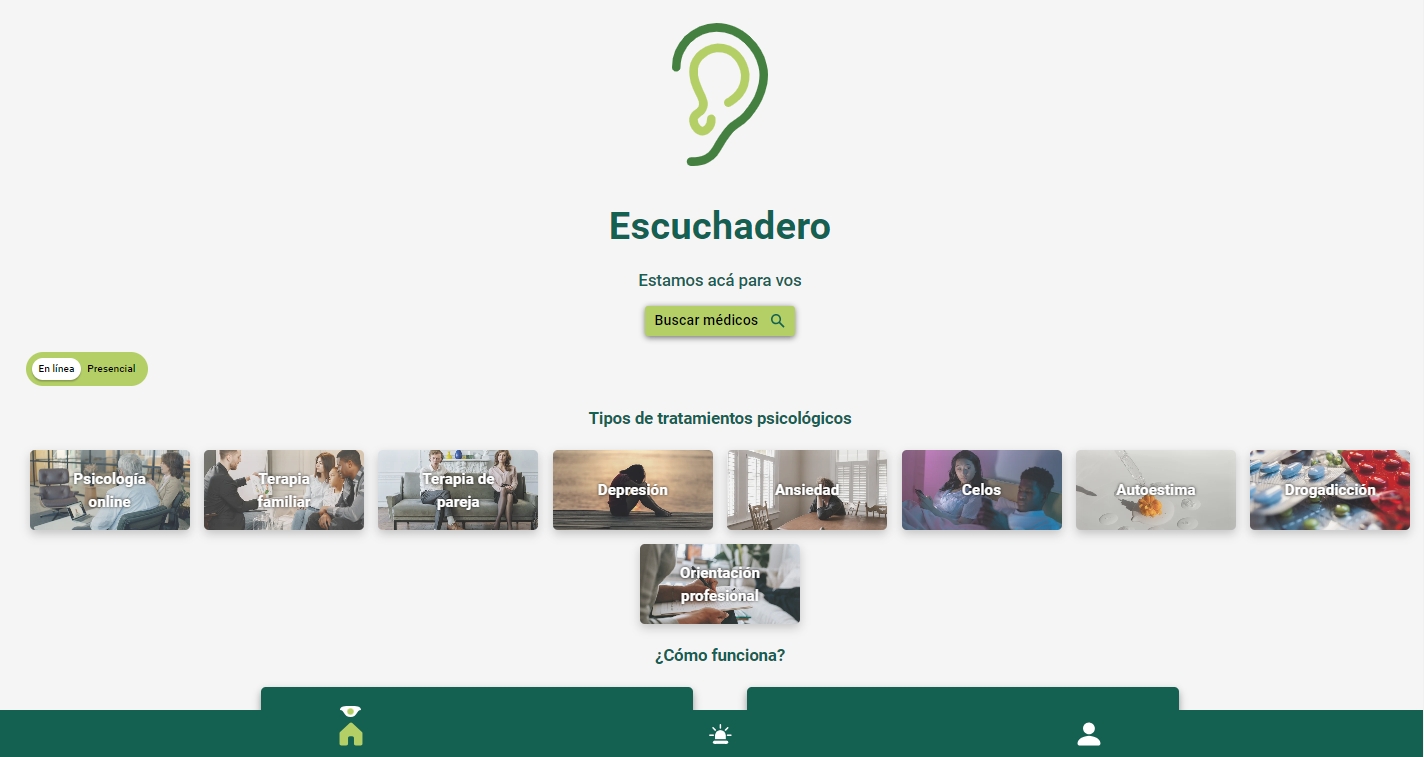 Escuchadero
Estamos acá para vos
Buscar médicos
En línea Presencial
Tipos de tratamientos psicológicos
Psicología
online
Terapia
familiar
Terapia de
pareja
Depresión
Ansiedad
Celos
Autoestima
Drogadicción
Orientación
profesional
¿Cómo funciona?